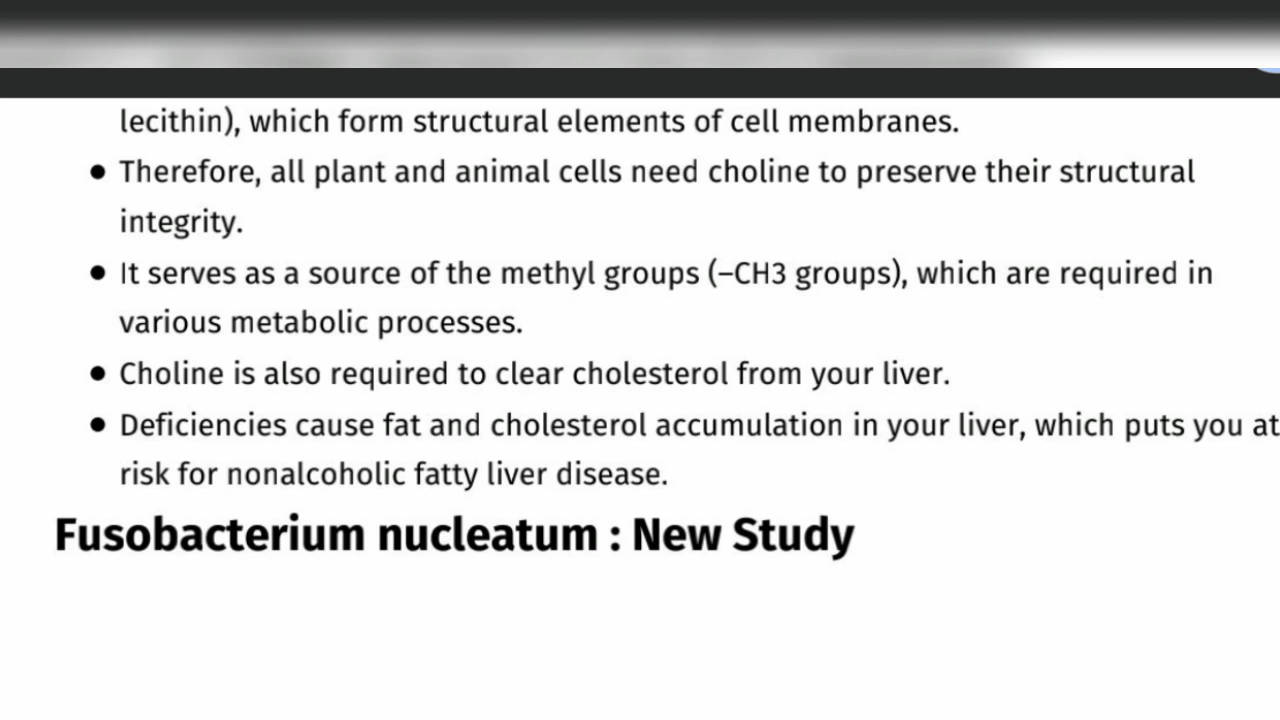 lecithin), which form structural elements of cell membranes.
● Therefore, all plant and animal cells need choline to preserve their structural
integrity.
● It serves as a source of the methyl groups (–CH3 groups), which are required in
various metabolic processes.
● Choline is also required to clear cholesterol from your liver.
● Deficiencies cause fat and cholesterol accumulation in your liver, which puts you at
risk for nonalcoholic fatty liver disease.
Fusobacterium nucleatum : New Study